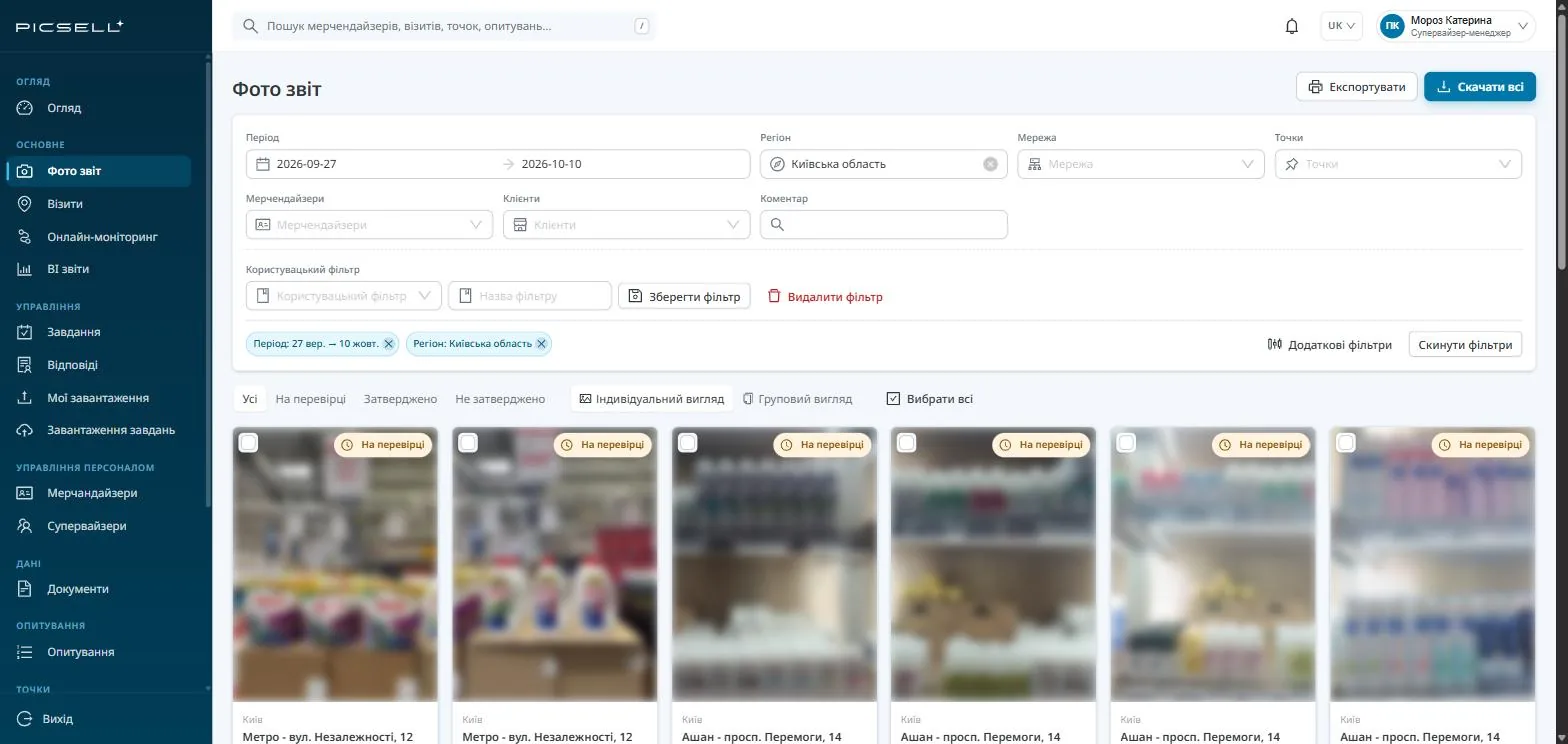 PICSELL
Пошук мерчендайзерів, візитів, точок, опитувань...
/
UK
ПК
Мороз Катерина
Супервайзер-менеджер
ОГЛЯД
Огляд
ОСНОВНЕ
Фото звіт
Візити
Онлайн-моніторинг
BI звіти
УПРАВЛІННЯ
Завдання
Відповіді
Мої завантаження
Завантаження завдань
УПРАВЛІННЯ ПЕРСОНАЛОМ
Мерчандайзери
Супервайзери
ДАНІ
Документи
ОПИТУВАННЯ
Опитування
ТОЧКИ
Вихід
Фото звіт
Експортувати
Скачати всі
Період
Регіон
Мережа
Точки
2026-09-27
2026-10-10
Київська область
Мережа
Точки
Мерчендайзери
Клієнти
Коментар
Мерчендайзери
Клієнти
Користувацький фільтр
Користувацький фільтр
Назва фільтру
Зберегти фільтр
Видалити фільтр
Період: 27 вер. → 10 жовт.
Регіон: Київська область
Додаткові фільтри
Скинути фільтри
Усі
На перевірці
Затверджено
Не затверджено
Індивідуальний вигляд
Груповий вигляд
Вибрати всі
На перевірці
На перевірці
На перевірці
На перевірці
На перевірці
На перевірці
Київ
Метро - вул. Незалежності, 12
Київ
Метро - вул. Незалежності, 12
Київ
Ашан - просп. Перемоги, 14
Київ
Ашан - просп. Перемоги, 14
Київ
Ашан - просп. Перемоги, 14
Київ
Ашан - просп. Перемоги, 14